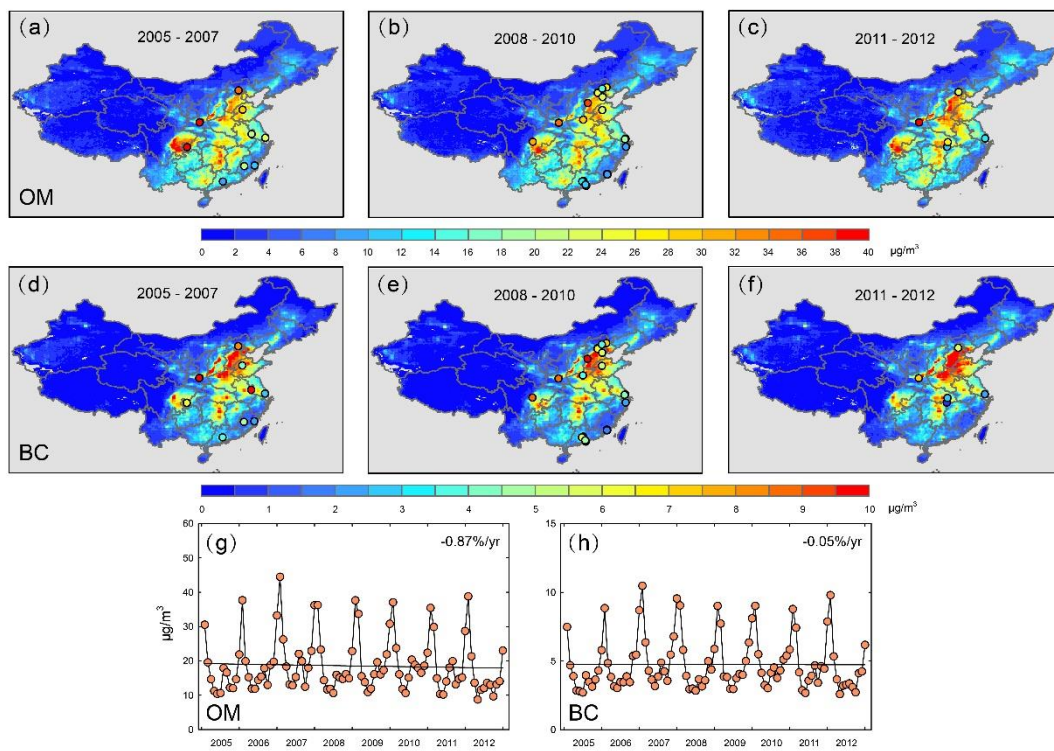 (a) 2005 - 2007
OM
(b) 2008 - 2010
(c) 2011 - 2012
0 2 4 6 8 10 12 14 16 18 20 22 24 26 28 30 32 34 36 38 40 μg/m³
(d) 2005 - 2007
BC
(e) 2008 - 2010
(f) 2011 - 2012
0 1 2 3 4 5 6 7 8 9 10 μg/m³
(g) -0.87%/yr
μg/m³
60
50
40
30
20
10
0
OM
2005 2006 2007 2008 2009 2010 2011 2012
(h) -0.05%/yr
15
10
5
0
BC
2005 2006 2007 2008 2009 2010 2011 2012